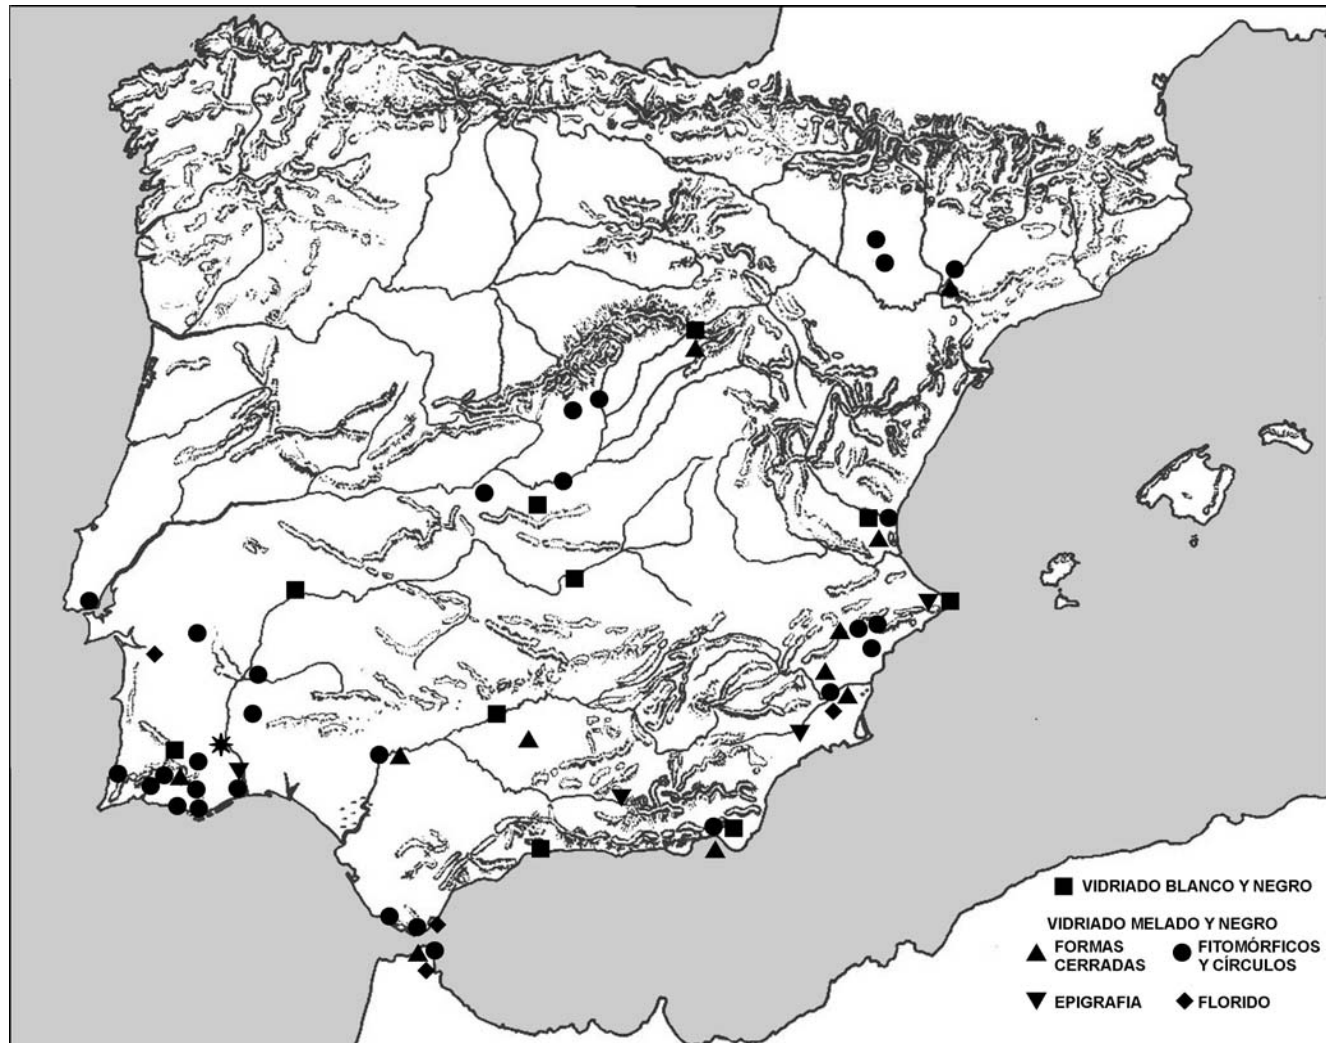 VIDRIADO BLANCO Y NEGRO
VIDRIADO MELADO Y NEGRO
FORMAS
CERRADAS
FITOMÓRFICOS
Y CÍRCULOS
EPIGRAFIA
FLORIDO